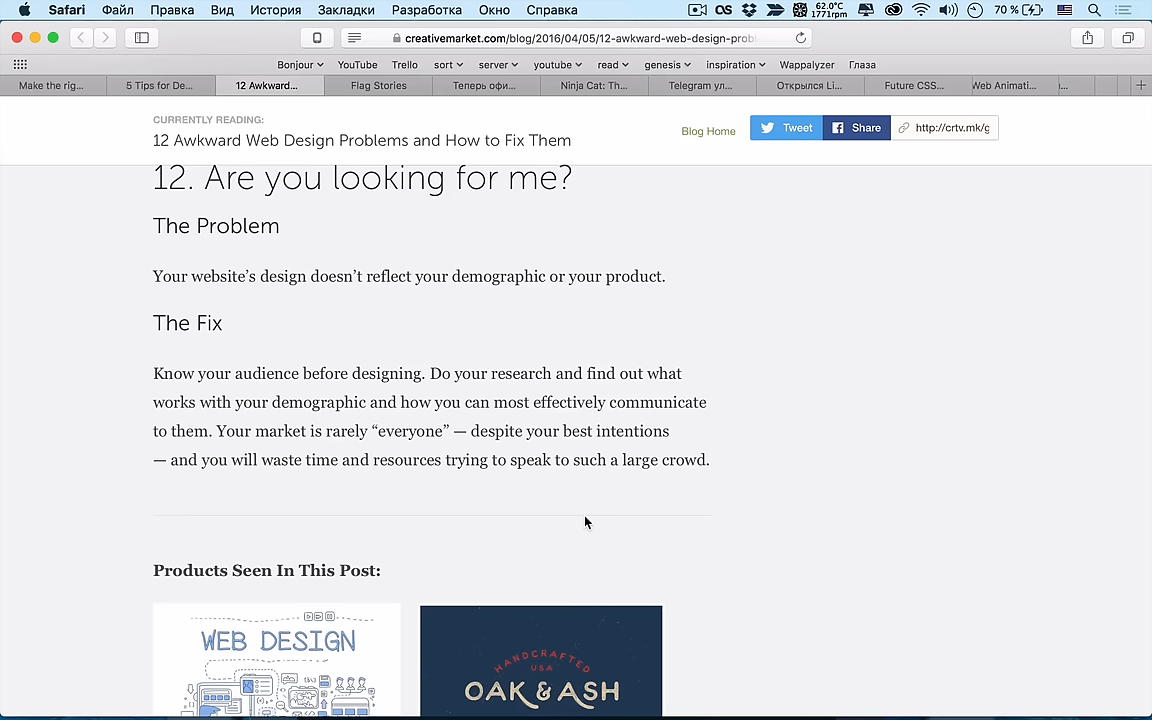 Safari Файл Правка Вид История Закладки Разработка Окно Справка 62.0°C 1771rpm 70 %
creativemarket.com/blog/2016/04/05/12-awkward-web-design-prob
Bonjour YouTube Trello sort server youtube read genesis inspiration Wappalyzer Глаза
Make the rig... 5 Tips for De... 12 Awkward... Flag Stories Теперь офи... Ninja Cat: Th... Telegram ул... Открылся Li... Future CSS... Web Animati...
CURRENTLY READING:
12 Awkward Web Design Problems and How to Fix Them
Blog Home Tweet Share http://crtv.mk/g
12. Are you looking for me?
The Problem
Your website’s design doesn’t reflect your demographic or your product.
The Fix
Know your audience before designing. Do your research and find out what
works with your demographic and how you can most effectively communicate
to them. Your market is rarely “everyone” — despite your best intentions
— and you will waste time and resources trying to speak to such a large crowd.
Products Seen In This Post:
WEB DESIGN
HANDCRAFTED
USA
OAK & ASH